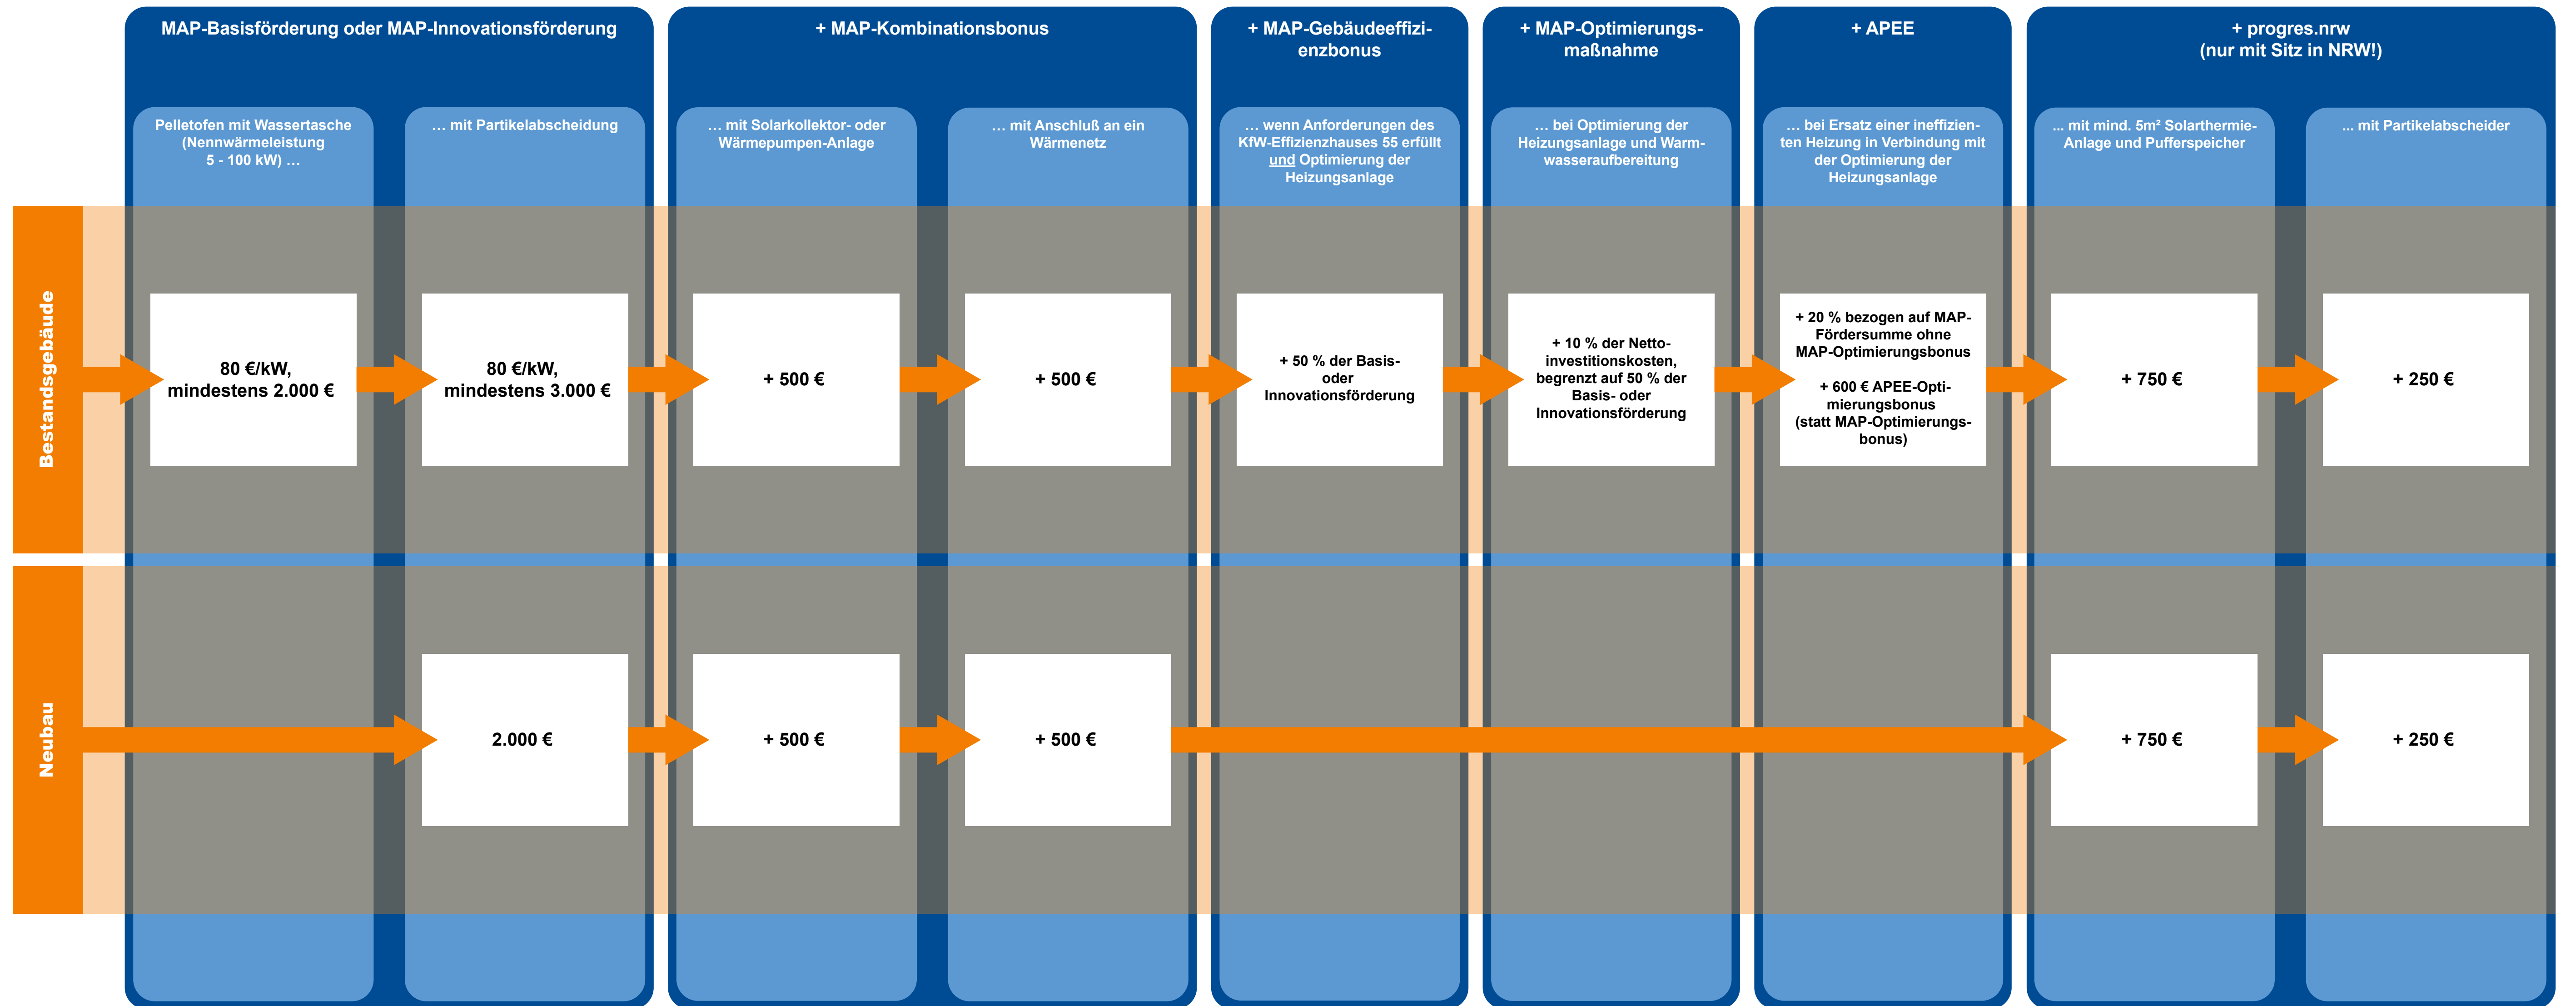 MAP-Basisförderung oder MAP-Innovationsförderung
+ MAP-Kombinationsbonus
+ MAP-Gebäudeeffizi-
enzbonus
+ MAP-Optimierungs-
maßnahme
+ APEE
+ progres.nrw
(nur mit Sitz in NRW!)
Pelletofen mit Wassertasche
(Nennwärmeleistung
5 - 100 kW) …
… mit Partikelabscheidung
… mit Solarkollektor- oder
Wärmepumpen-Anlage
… mit Anschluß an ein
Wärmenetz
… wenn Anforderungen des
KfW-Effizienzhauses 55 erfüllt
und Optimierung der
Heizungsanlage
… bei Optimierung der
Heizungsanlage und Warm-
wasseraufbereitung
… bei Ersatz einer ineffizien-
ten Heizung in Verbindung mit
der Optimierung der
Heizungsanlage
... mit mind. 5m² Solarthermie-
Anlage und Pufferspeicher
... mit Partikelabscheider
Bestandsgebäude
80 €/kW,
mindestens 2.000 €
80 €/kW,
mindestens 3.000 €
+ 500 €
+ 500 €
+ 50 % der Basis-
oder
Innovationsförderung
+ 10 % der Netto-
investitionskosten,
begrenzt auf 50 % der
Basis- oder
Innovationsförderung
+ 20 % bezogen auf MAP-
Fördersumme ohne
MAP-Optimierungsbonus
+ 600 € APEE-Opti-
mierungsbonus
(statt MAP-Optimierungs-
bonus)
+ 750 €
+ 250 €
Neubau
2.000 €
+ 500 €
+ 500 €
+ 750 €
+ 250 €